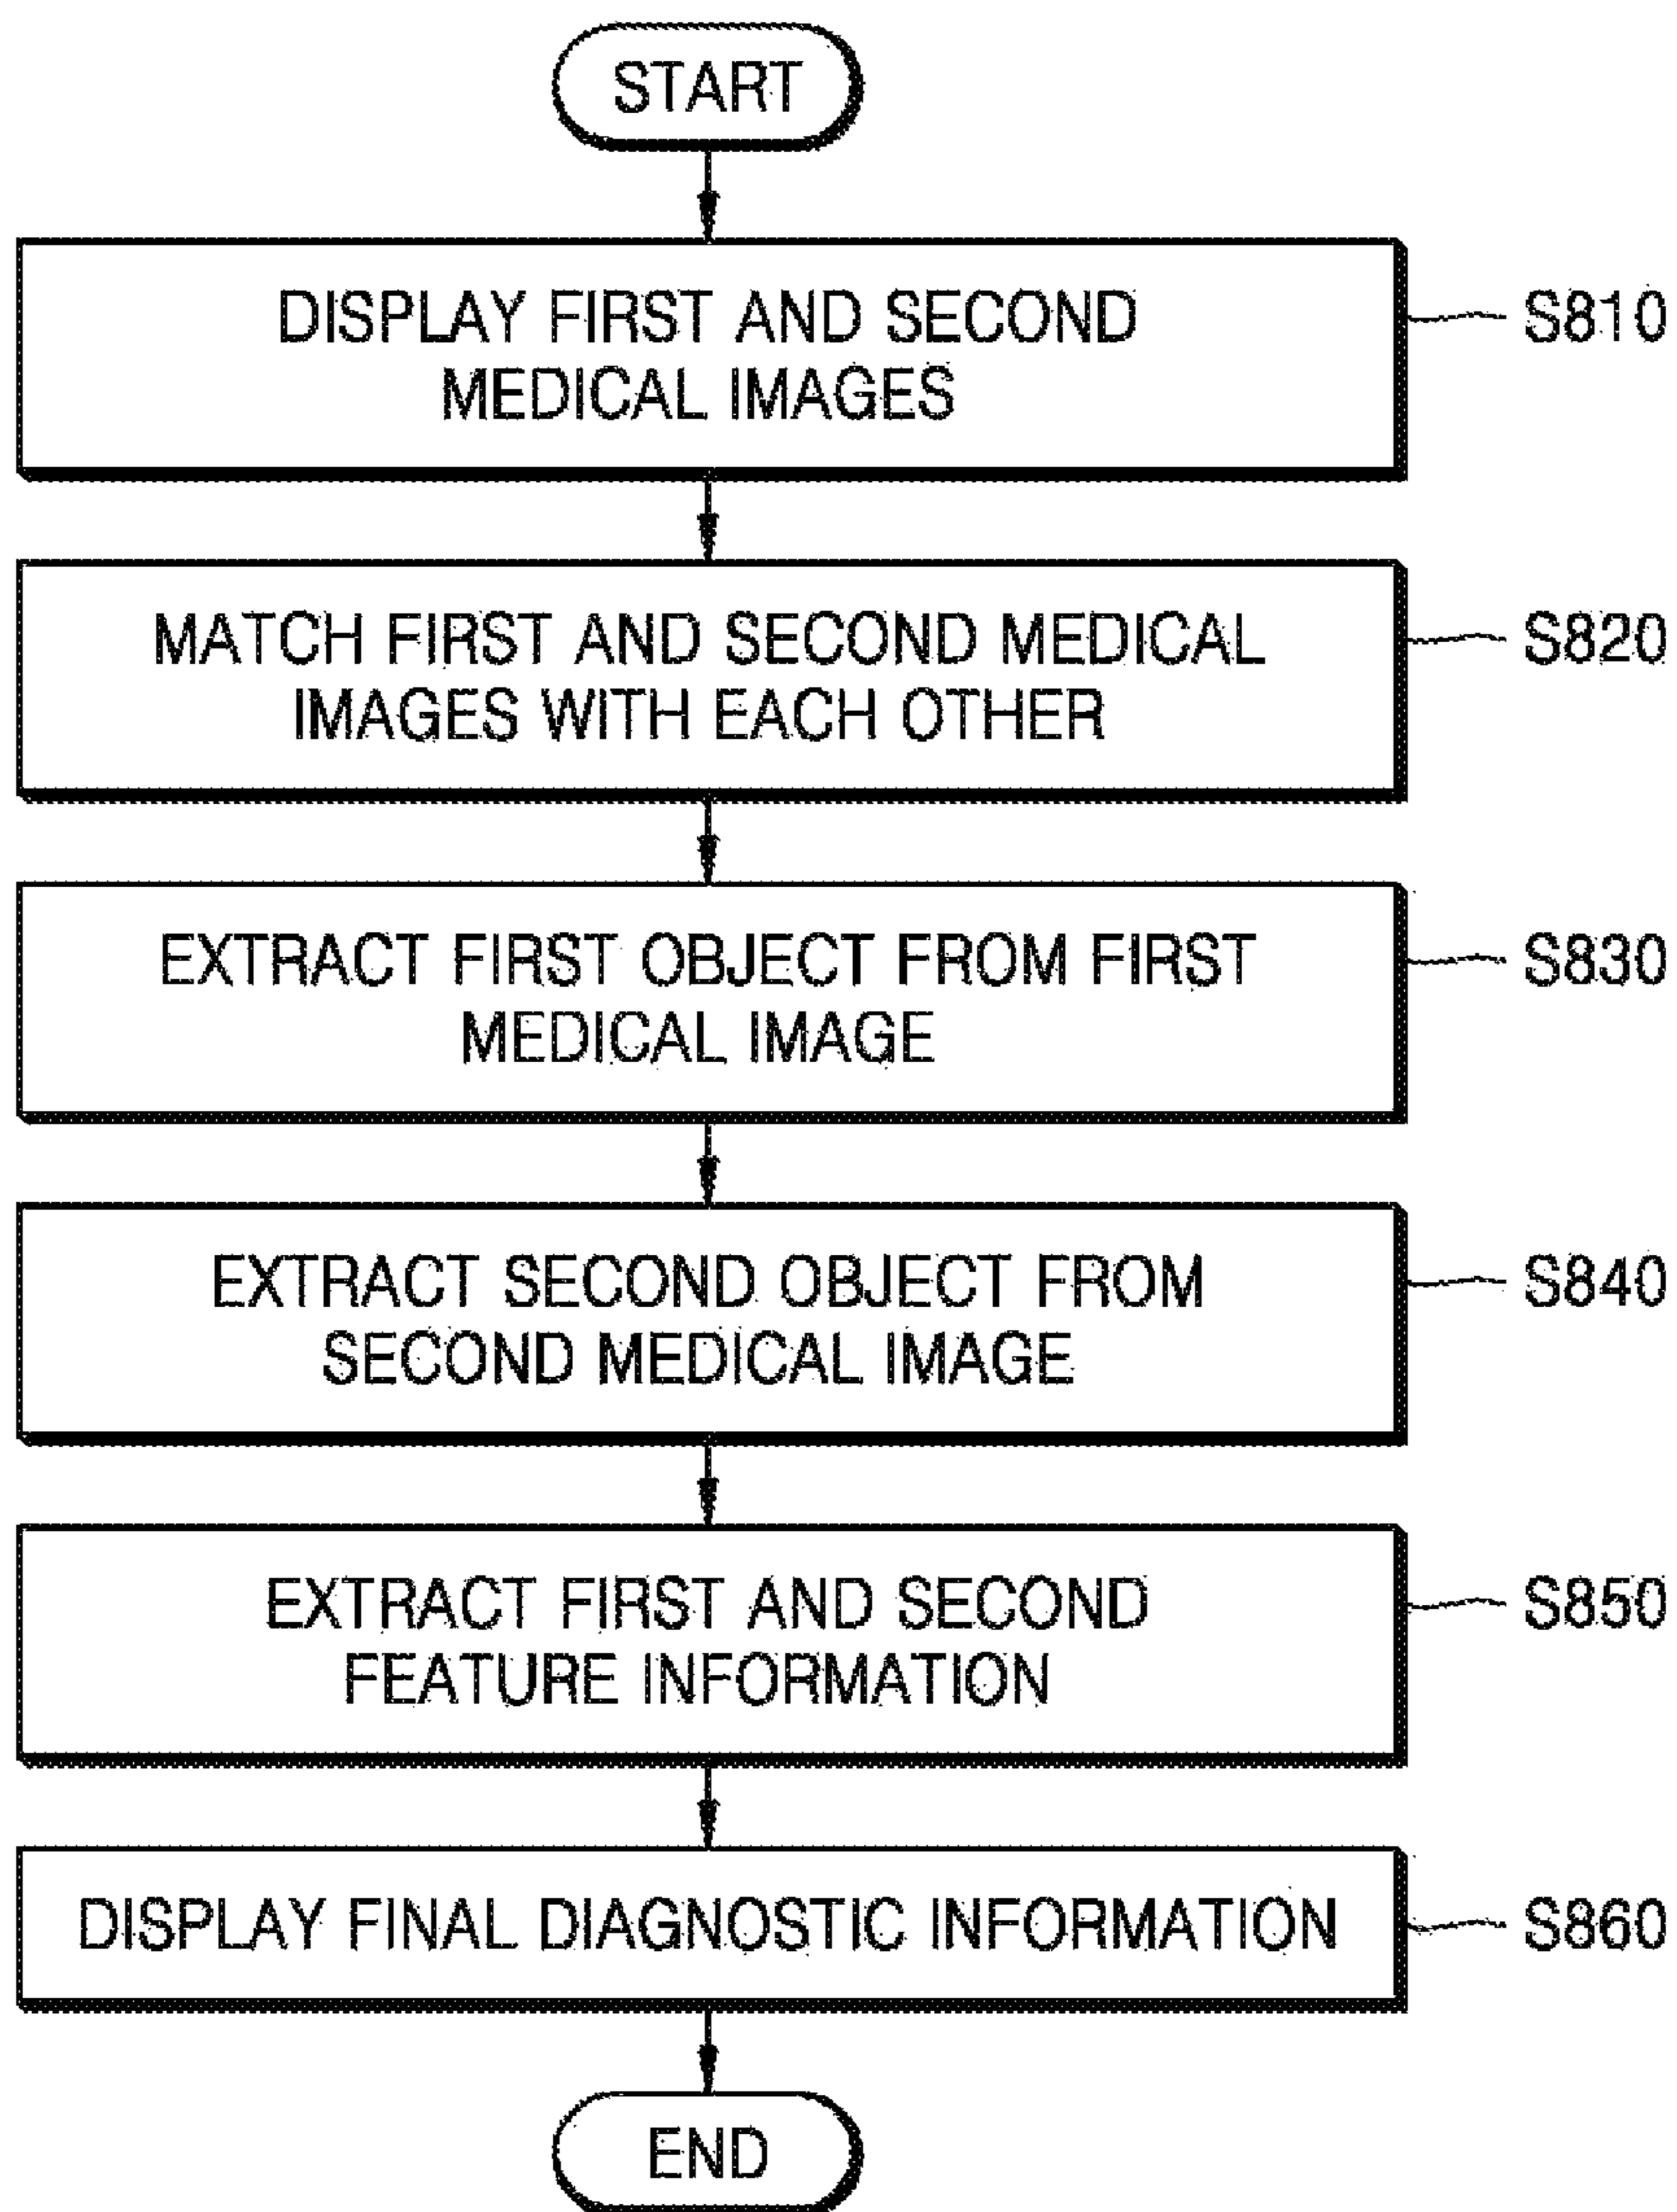 START
DISPLAY FIRST AND SECOND
MEDICAL IMAGES
S810
MATCH FIRST AND SECOND MEDICAL
IMAGES WITH EACH OTHER
S820
EXTRACT FIRST OBJECT FROM FIRST
MEDICAL IMAGE
S830
EXTRACT SECOND OBJECT FROM
SECOND MEDICAL IMAGE
S840
EXTRACT FIRST AND SECOND
FEATURE INFORMATION
S850
DISPLAY FINAL DIAGNOSTIC INFORMATION
S860
END